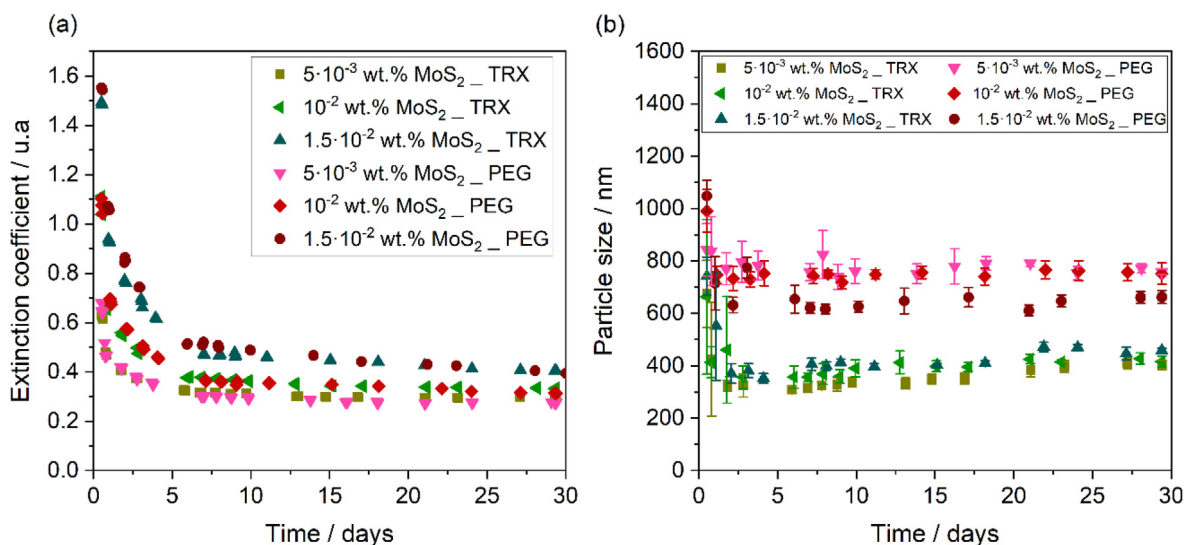 (a)
1.6
1.4
1.2
1.0
0.8
0.6
0.4
0.2
0.0
Extinction coefficient / u.a
5·10⁻³ wt.% MoS₂ _ TRX
10⁻² wt.% MoS₂ _ TRX
1.5·10⁻² wt.% MoS₂ _ TRX
5·10⁻³ wt.% MoS₂ _ PEG
10⁻² wt.% MoS₂ _ PEG
1.5·10⁻² wt.% MoS₂ _ PEG
0 5 10 15 20 25 30
Time / days
(b)
1600
1400
1200
1000
800
600
400
200
0
Particle size / nm
5·10⁻³ wt.% MoS₂ _ TRX 5·10⁻³ wt.% MoS₂ _ PEG
10⁻² wt.% MoS₂ _ TRX 10⁻² wt.% MoS₂ _ PEG
1.5·10⁻² wt.% MoS₂ _ TRX 1.5·10⁻² wt.% MoS₂ _ PEG
0 5 10 15 20 25 30
Time / days